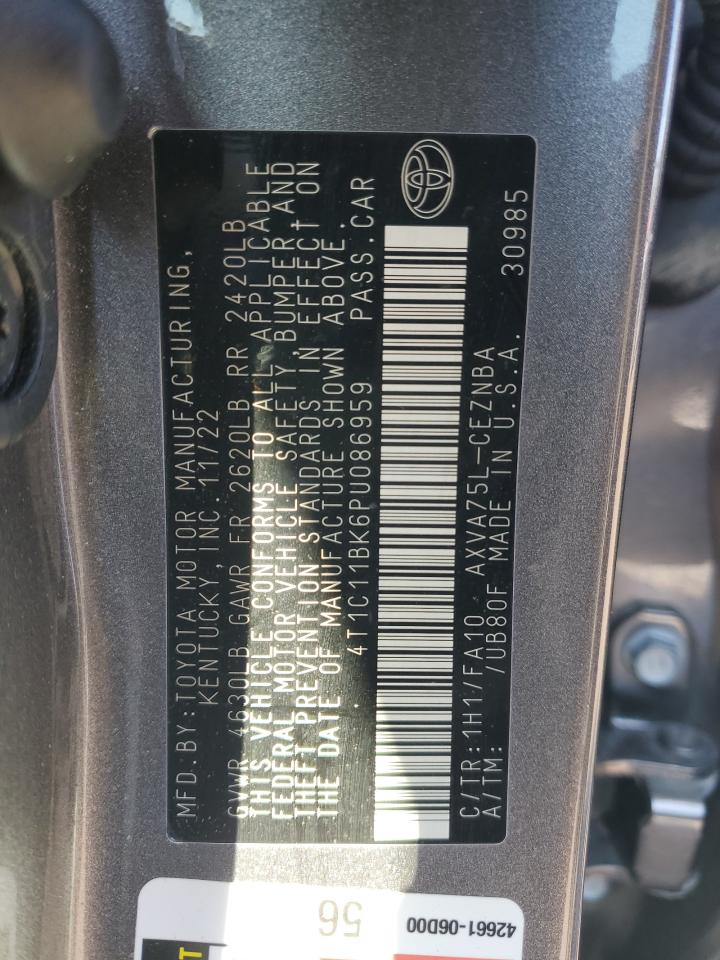 MFD.BY:TOYOTA MOTOR MANUFACTURING,
KENTUCKY, INC. 11/22
GVWR 4630LB GAWR FR 2620LB RR 2420LB
THIS VEHICLE CONFORMS TO ALL APPLICABLE
FEDERAL MOTOR VEHICLE SAFETY, BUMPER, AND
THEFT PREVENTION STANDARDS IN EFFECT ON
THE DATE OF MANUFACTURE SHOWN ABOVE.
4T1C11BK6PU086959 PASS.CAR
C/TR:1H1/FA10 AXVA75L-CEZNBA
A/TM: /UB80F MADE IN U.S.A. 30985
56
42661-06D00